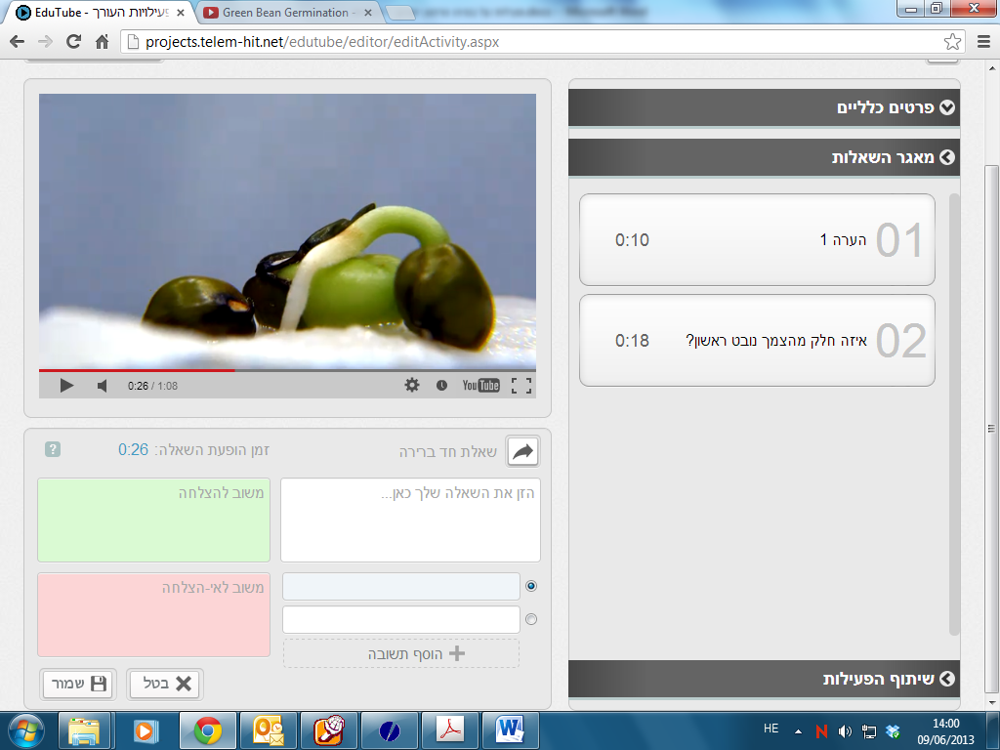 פעילויות העורך - EduTube
Green Bean Germination -
projects.telem-hit.net/edutube/editor/editActivity.aspx
פרטים כלליים
מאגר השאלות
01 הערה 1 0:10
02 איזה חלק מהצמך נובט ראשון? 0:18
שיתוף הפעילות
0:26 / 1:08
YouTube
שאלת חד ברירה
זמן הופעת השאלה: 0:26
?
הזן את השאלה שלך כאן...
משוב להצלחה
משוב לאי-הצלחה
הוסף תשובה
בטל
שמור
HE
14:00
09/06/2013